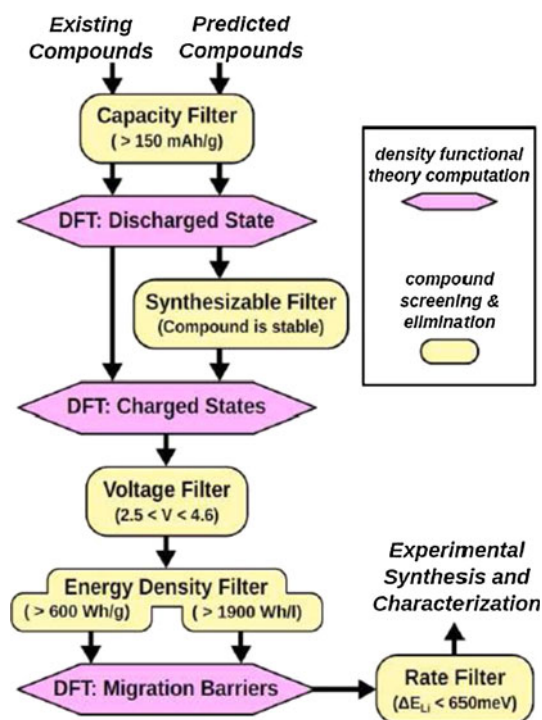 Existing Compounds
Predicted Compounds
Capacity Filter
( > 150 mAh/g)
DFT: Discharged State
Synthesizable Filter
(Compound is stable)
DFT: Charged States
Voltage Filter
(2.5 < V < 4.6)
Energy Density Filter
( > 600 Wh/g)
( > 1900 Wh/l)
DFT: Migration Barriers
Rate Filter
(ΔELi < 650meV)
Experimental
Synthesis and
Characterization
density functional
theory computation
compound
screening &
elimination